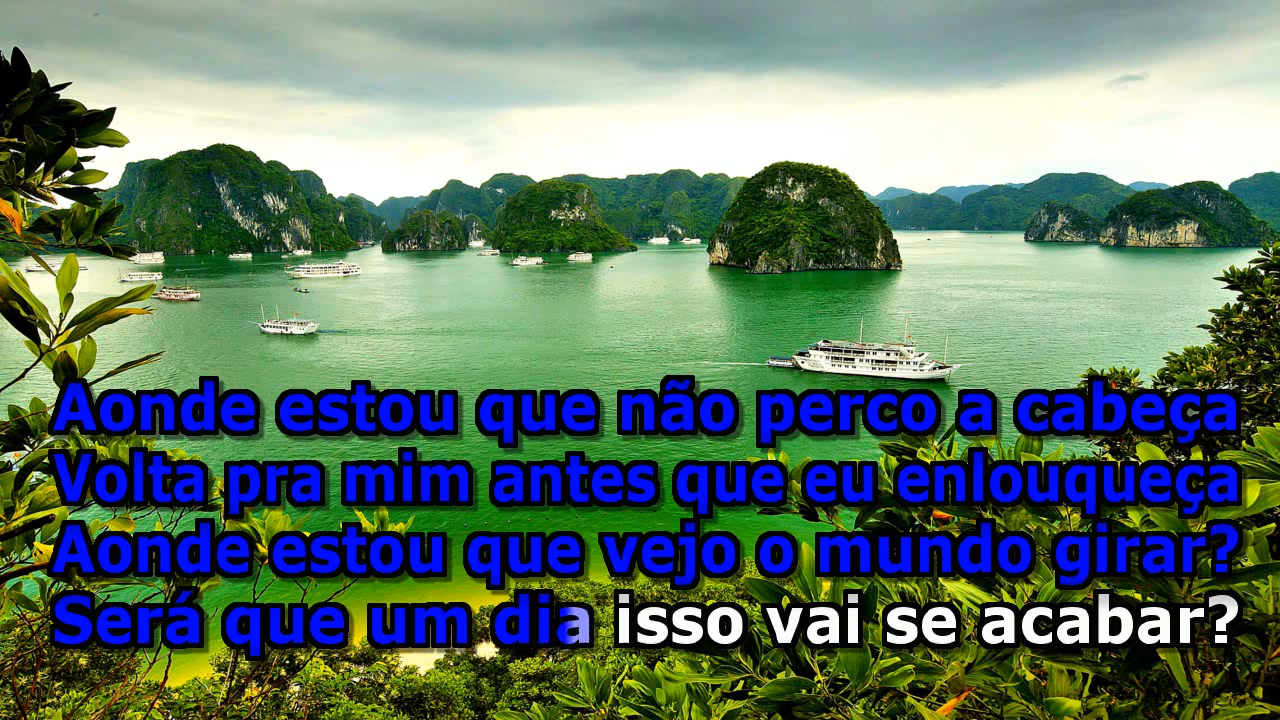 Aonde estou que não perco a cabeça
Volta pra mim antes que eu enlouqueça
Aonde estou que vejo o mundo girar?
Será que um dia isso vai se acabar?